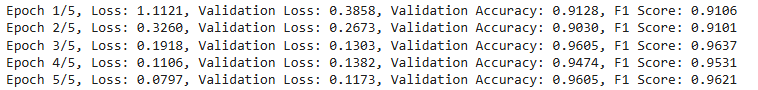 Epoch 1/5, Loss: 1.1121, Validation Loss: 0.3858, Validation Accuracy: 0.9128, F1 Score: 0.9106
Epoch 2/5, Loss: 0.3260, Validation Loss: 0.2673, Validation Accuracy: 0.9030, F1 Score: 0.9101
Epoch 3/5, Loss: 0.1918, Validation Loss: 0.1303, Validation Accuracy: 0.9605, F1 Score: 0.9637
Epoch 4/5, Loss: 0.1106, Validation Loss: 0.1382, Validation Accuracy: 0.9474, F1 Score: 0.9531
Epoch 5/5, Loss: 0.0797, Validation Loss: 0.1173, Validation Accuracy: 0.9605, F1 Score: 0.9621